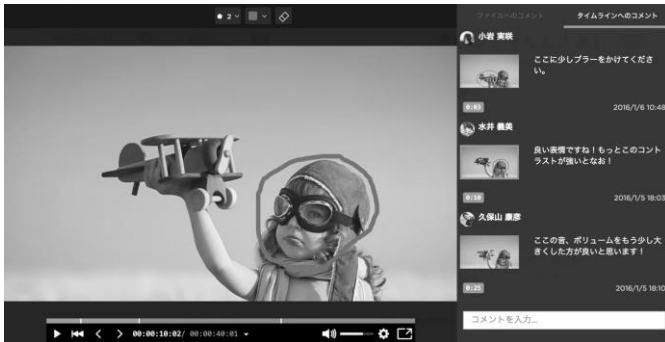 2
ファイルへのコメント
タイムラインへのコメント
小岩 実咲
ここに少しブラーをかけてくださ
い。
0:03
2016/1/6 10:48
水井 義美
良い表情ですね！もっとこのコント
ラストが強いとなお！
0:10
2016/1/5 18:03
久保山 康彦
ここの音、ボリュームをもう少し大
きくした方が良いと思います！
0:25
2016/1/5 18:10
コメントを入力...
00:00:10:02/ 00:00:40:01